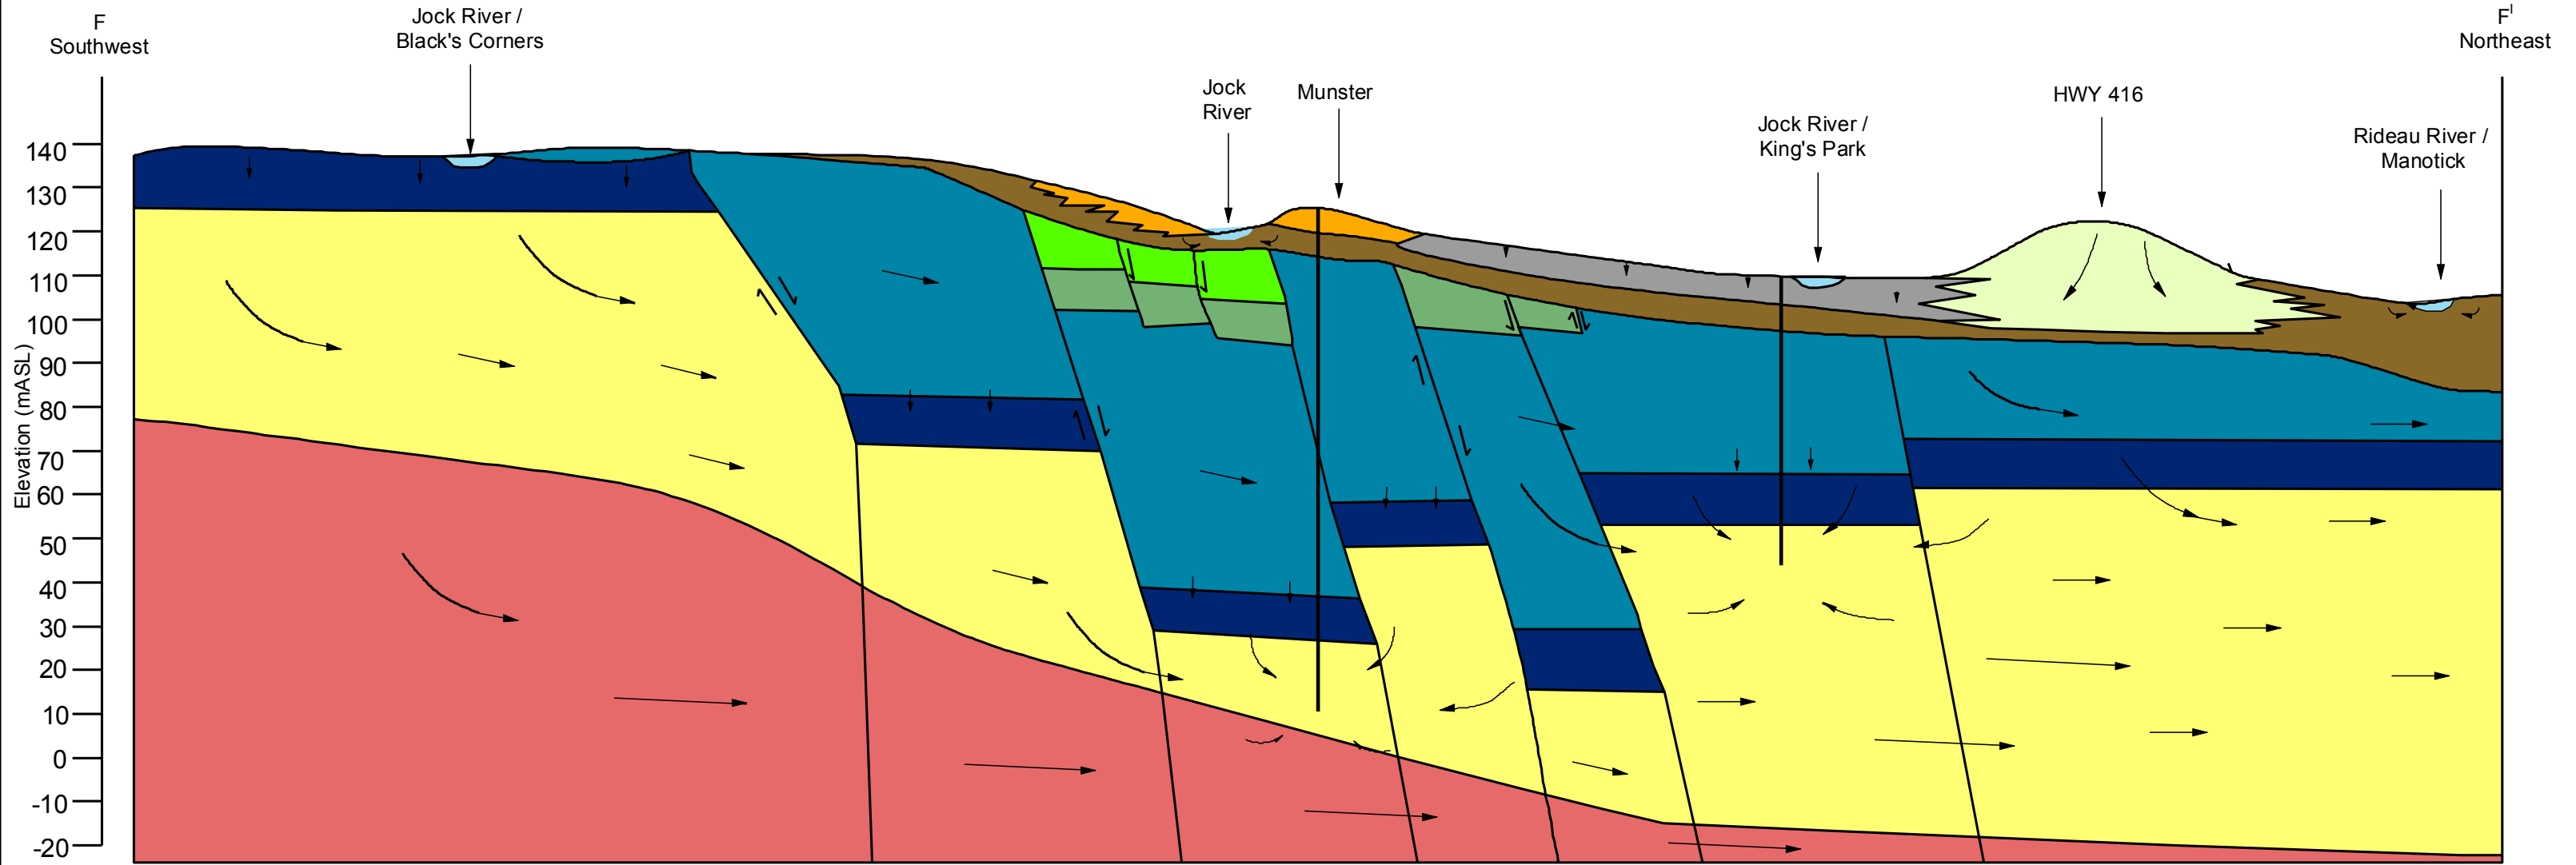 F
Southwest
Jock River /
Black's Corners
Jock
River
Munster
Jock River /
King's Park
HWY 416
Rideau River /
Manotick
F'
Northeast
Elevation (mASL)
140
130
120
110
100
90
80
70
60
50
40
30
20
10
0
-10
-20